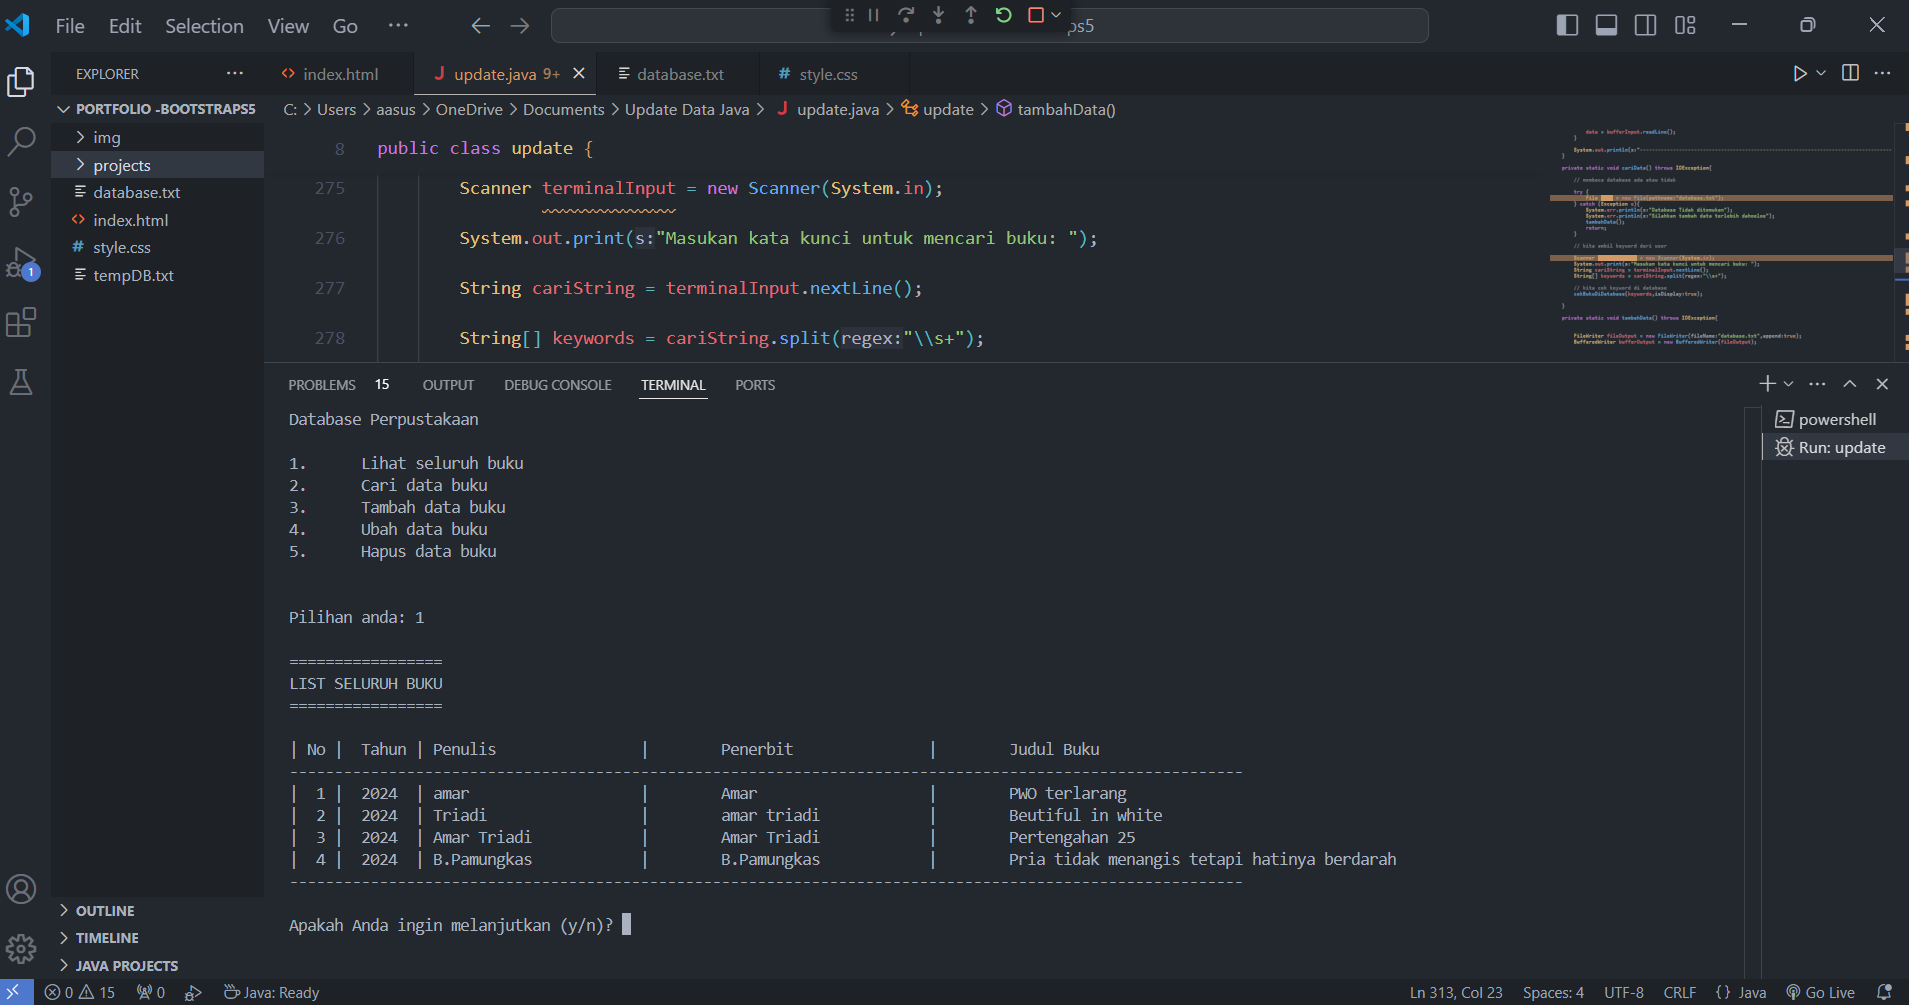 File Edit Selection View Go ···
ps5
EXPLORER ···
index.html
update.java 9+
database.txt
# style.css
PORTFOLIO -BOOTSTRAPS5
img
projects
database.txt
index.html
# style.css
tempDB.txt
C: > Users > aasus > OneDrive > Documents > Update Data Java > update.java > update > tambahData()
8 public class update {
275 Scanner terminalInput = new Scanner(System.in);
276 System.out.print(s:"Masukan kata kunci untuk mencari buku: ");
277 String cariString = terminalInput.nextLine();
278 String[] keywords = cariString.split(regex:"\\s+");
PROBLEMS 15 OUTPUT DEBUG CONSOLE TERMINAL PORTS
powershell
Run: update
Database Perpustakaan
1. Lihat seluruh buku
2. Cari data buku
3. Tambah data buku
4. Ubah data buku
5. Hapus data buku
Pilihan anda: 1
=================
LIST SELURUH BUKU
=================
| No | Tahun | Penulis | Penerbit | Judul Buku
----------------------------------------------------------------------------------------------------------
| 1 | 2024 | amar | Amar | PWO terlarang
| 2 | 2024 | Triadi | amar triadi | Beutiful in white
| 3 | 2024 | Amar Triadi | Amar Triadi | Pertengahan 25
| 4 | 2024 | B.Pamungkas | B.Pamungkas | Pria tidak menangis tetapi hatinya berdarah
----------------------------------------------------------------------------------------------------------
Apakah Anda ingin melanjutkan (y/n)?
1
OUTLINE
TIMELINE
JAVA PROJECTS
0 15 0 Java: Ready Ln 313, Col 23 Spaces: 4 UTF-8 CRLF {} Java Go Live